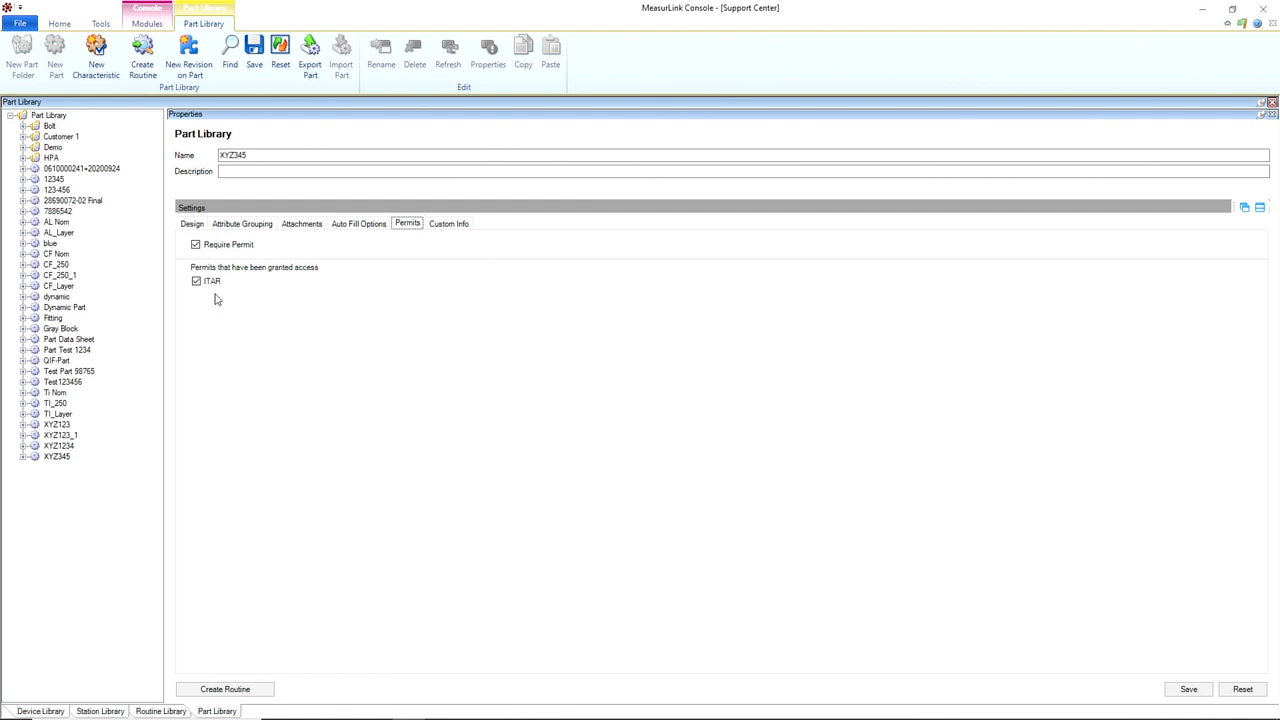 Console
Part Library
MeasurLink Console - [Support Center]
File
Home
Tools
Modules
Part Library
New Part Folder
New Part
New Characteristic
Create Routine
New Revision on Part
Find
Save
Reset
Export Part
Import Part
Rename
Delete
Refresh
Properties
Copy
Paste
Part Library
Edit
Part Library
Part Library
Bolt
Customer 1
Demo
HPA
0610000241+20200924
12345
123-456
28690072-02 Final
7886542
AL Nom
AL_Layer
blue
CF Nom
CF_250
CF_250_1
CF_Layer
dynamic
Dynamic Part
Fitting
Gray Block
Part Data Sheet
Part Test 1234
QIF-Part
Test Part 98765
Test123456
Ti Nom
TI_250
TI_Layer
XYZ123
XYZ123_1
XYZ1234
XYZ345
Properties
Part Library
Name XYZ345
Description
Settings
Design Attribute Grouping Attachments Auto Fill Options Permits Custom Info
Require Permit
Permits that have been granted access
ITAR
Create Routine
Save
Reset
Device Library Station Library Routine Library Part Library